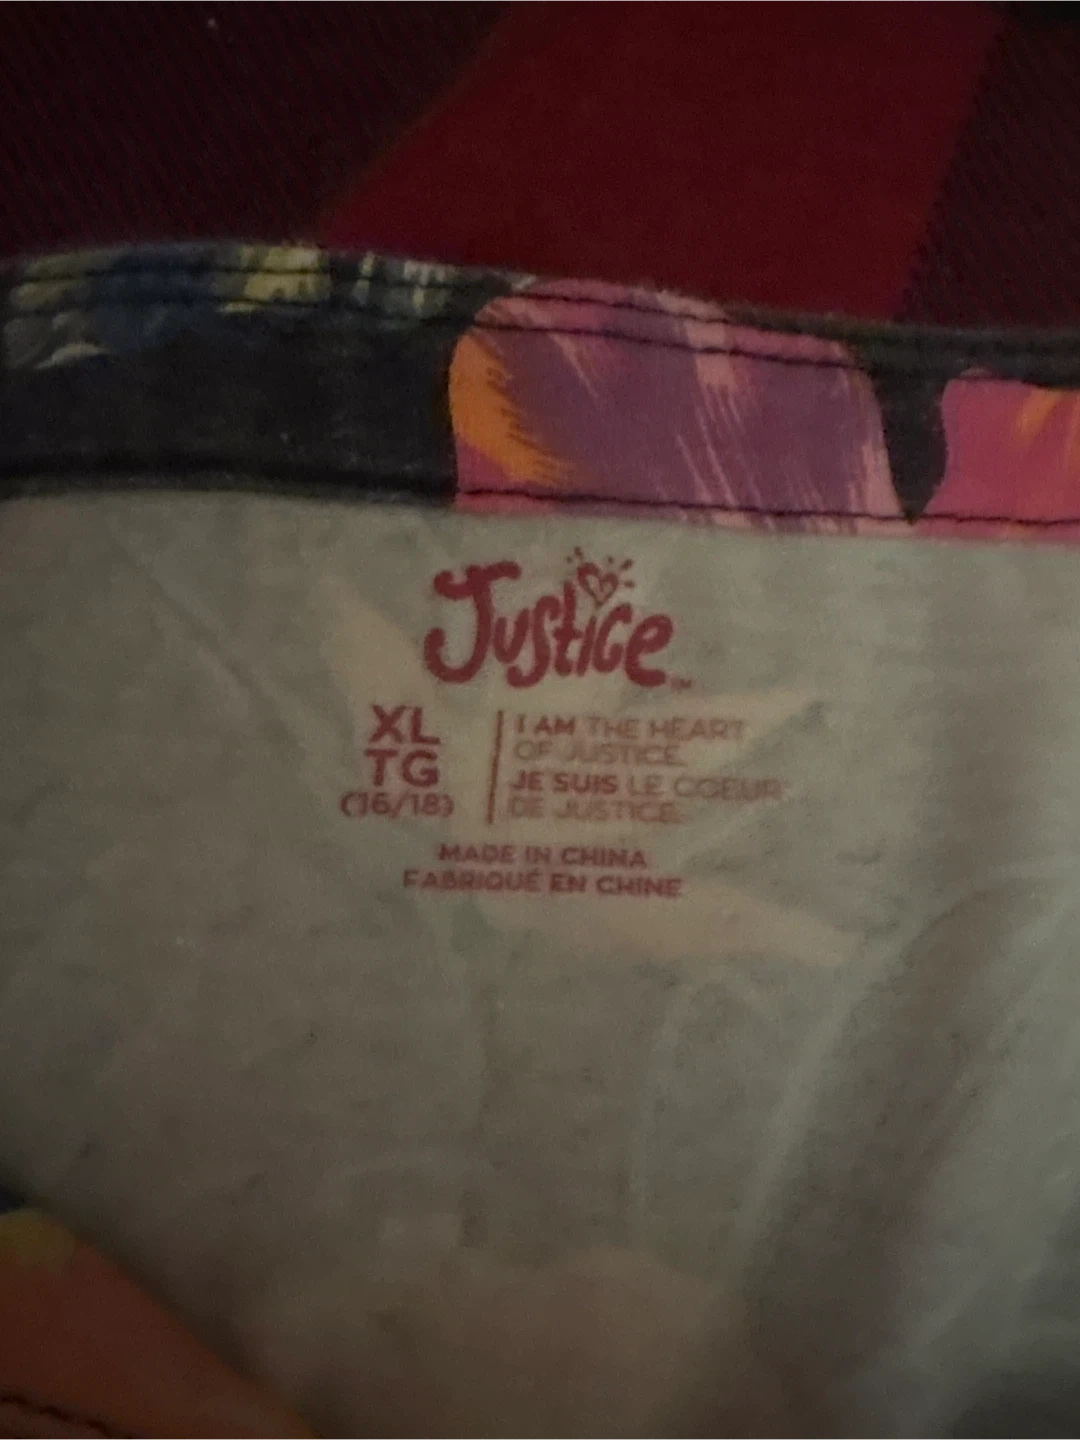 Justice™
XL
TG
(16/18)
I AM THE HEART
OF JUSTICE.
JE SUIS LE COEUR
DE JUSTICE.
MADE IN CHINA
FABRIQUÉ EN CHINE